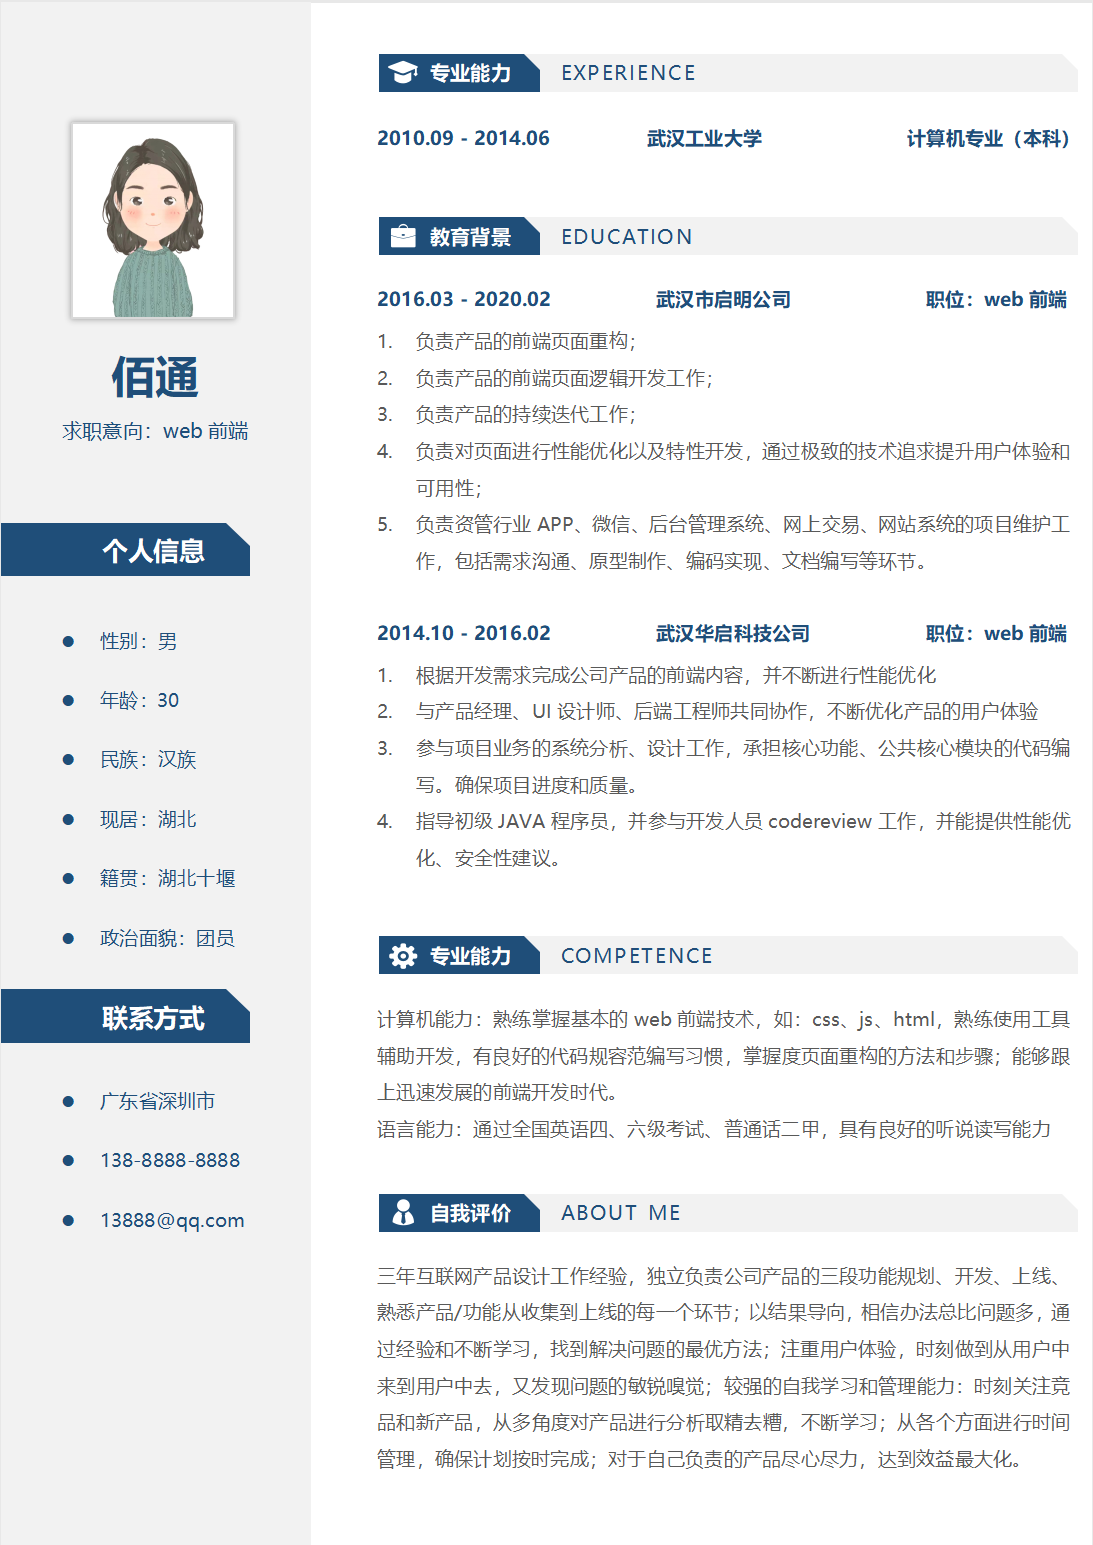 佰通
求职意向：web 前端
个人信息
性别：男
年龄：30
民族：汉族
现居：湖北
籍贯：湖北十堰
政治面貌：团员
联系方式
广东省深圳市
138-8888-8888
13888@qq.com
专业能力 EXPERIENCE
2010.09 - 2014.06 武汉工业大学 计算机专业（本科）
教育背景 EDUCATION
2016.03 - 2020.02 武汉市启明公司 职位：web 前端
1. 负责产品的前端页面重构；
2. 负责产品的前端页面逻辑开发工作；
3. 负责产品的持续迭代工作；
4. 负责对页面进行性能优化以及特性开发，通过极致的技术追求提升用户体验和
可用性；
5. 负责资管行业 APP、微信、后台管理系统、网上交易、网站系统的项目维护工
作，包括需求沟通、原型制作、编码实现、文档编写等环节。
2014.10 - 2016.02 武汉华启科技公司 职位：web 前端
1. 根据开发需求完成公司产品的前端内容，并不断进行性能优化
2. 与产品经理、UI 设计师、后端工程师共同协作，不断优化产品的用户体验
3. 参与项目业务的系统分析、设计工作，承担核心功能、公共核心模块的代码编
写。确保项目进度和质量。
4. 指导初级 JAVA 程序员，并参与开发人员 codereview 工作，并能提供性能优
化、安全性建议。
专业能力 COMPETENCE
计算机能力：熟练掌握基本的 web 前端技术，如：css、js、html，熟练使用工具
辅助开发，有良好的代码规容范编写习惯，掌握度页面重构的方法和步骤；能够跟
上迅速发展的前端开发时代。
语言能力：通过全国英语四、六级考试、普通话二甲，具有良好的听说读写能力
自我评价 ABOUT ME
三年互联网产品设计工作经验，独立负责公司产品的三段功能规划、开发、上线、
熟悉产品/功能从收集到上线的每一个环节；以结果导向，相信办法总比问题多，通
过经验和不断学习，找到解决问题的最优方法；注重用户体验，时刻做到从用户中
来到用户中去，又发现问题的敏锐嗅觉；较强的自我学习和管理能力：时刻关注竞
品和新产品，从多角度对产品进行分析取精去糟，不断学习；从各个方面进行时间
管理，确保计划按时完成；对于自己负责的产品尽心尽力，达到效益最大化。